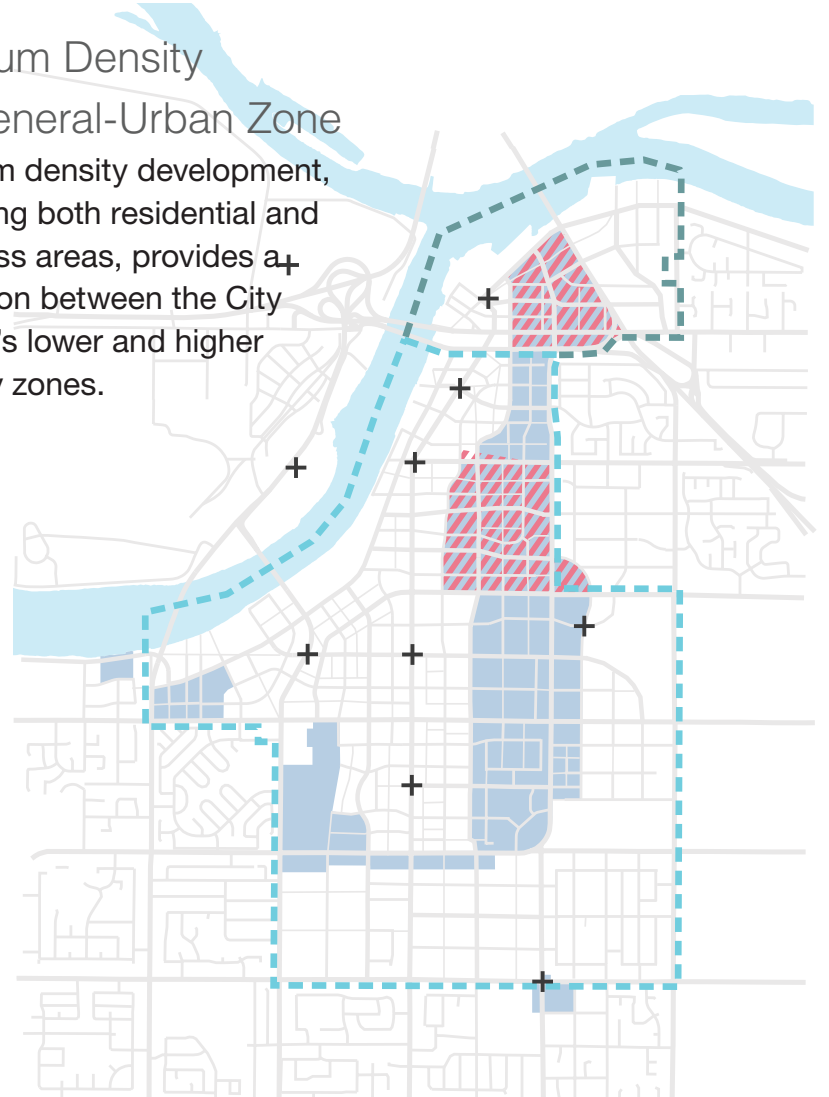 um Density
eneral-Urban Zone
m density development,
ng both residential and
ss areas, provides a
on between the City
's lower and higher
y zones.